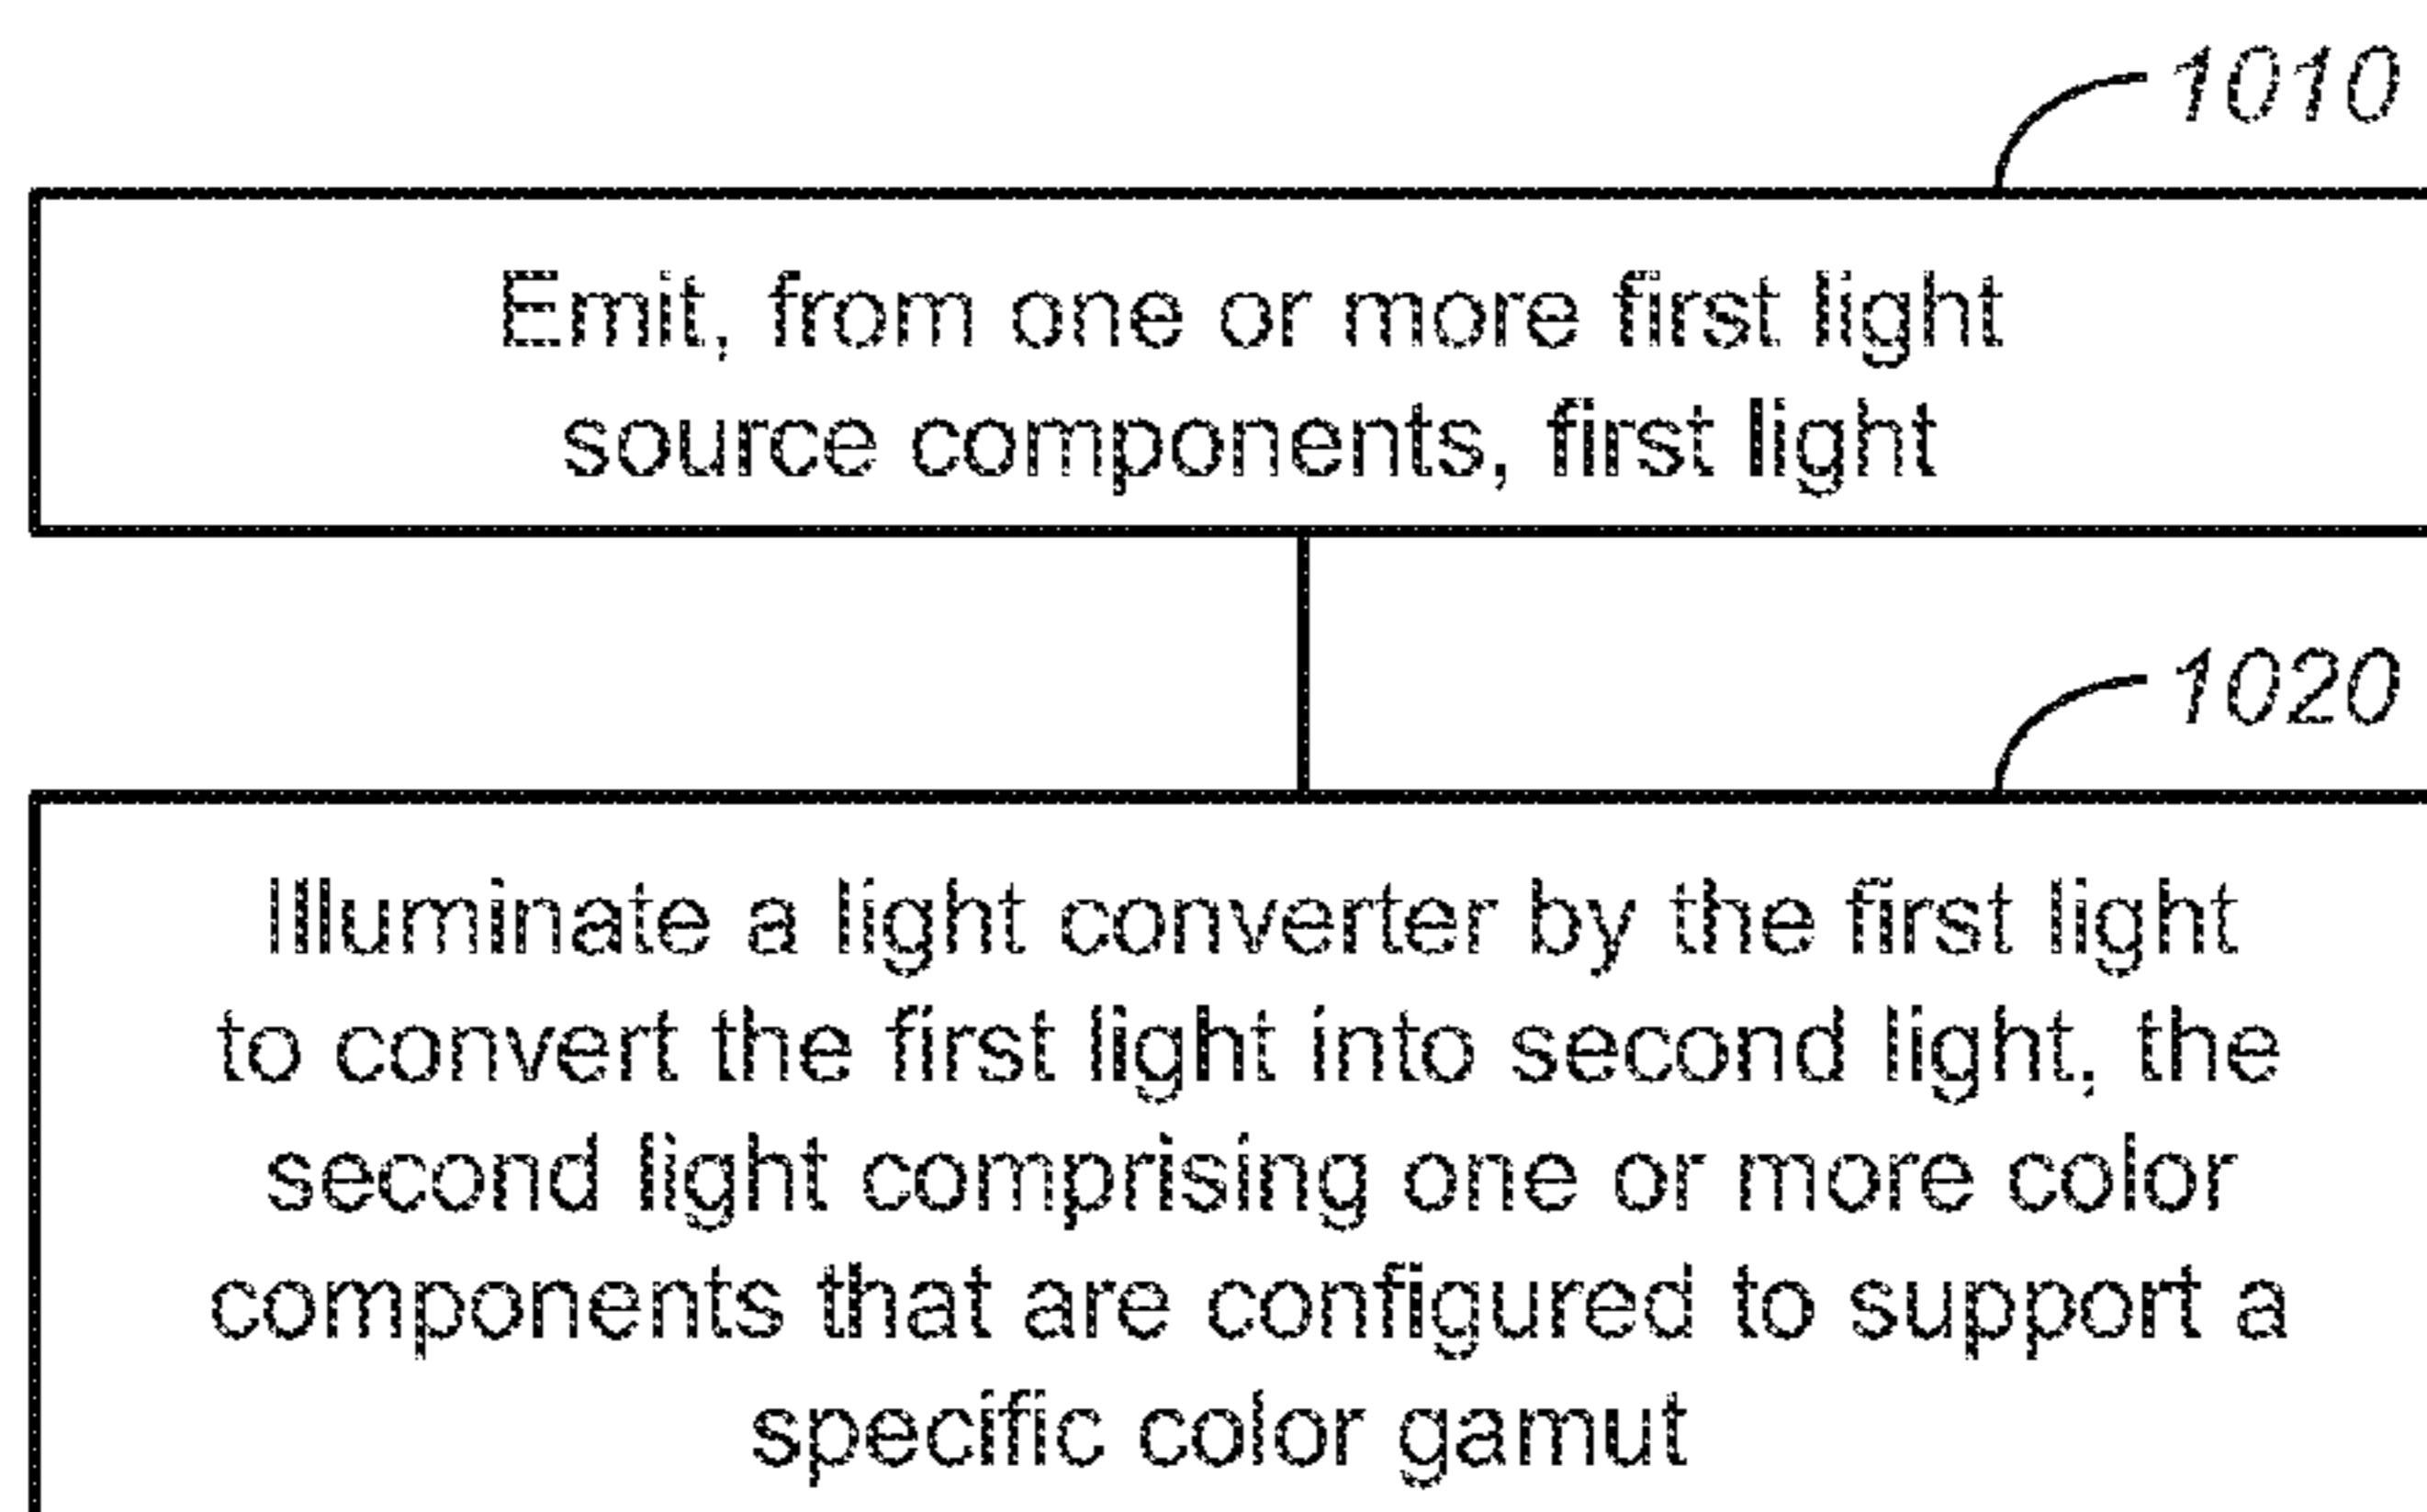 1010
Emit, from one or more first light
source components, first light
1020
Illuminate a light converter by the first light
to convert the first light into second light, the
second light comprising one or more color
components that are configured to support a
specific color gamut